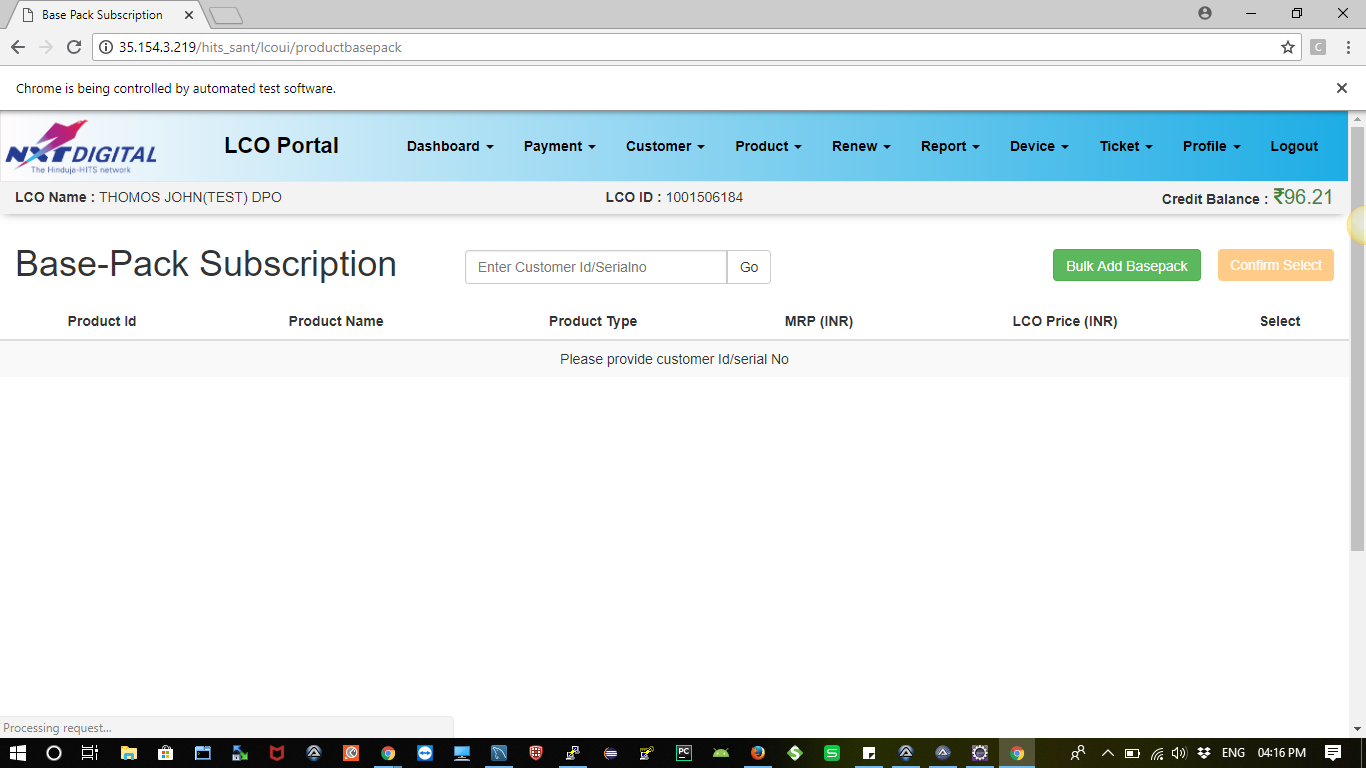 Base Pack Subscription
35.154.3.219/hits_sant/lcoui/productbasepack
C
Chrome is being controlled by automated test software.
NXTDIGITAL
The Hinduja-HITS network
LCO Portal
Dashboard Payment Customer Product Renew Report Device Ticket Profile Logout
LCO Name : THOMOS JOHN(TEST) DPO LCO ID : 1001506184 Credit Balance : ₹96.21
Base-Pack Subscription Enter Customer Id/Serialno Go Bulk Add Basepack Confirm Select
Product Id Product Name Product Type MRP (INR) LCO Price (INR) Select
Please provide customer Id/serial No
Processing request...
PC S ENG 04:16 PM